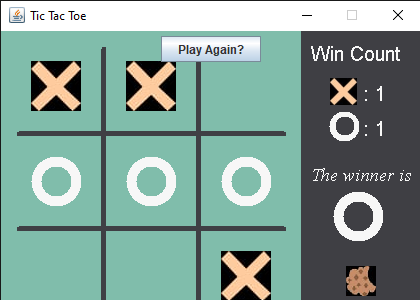 Tic Tac Toe
Play Again?
Win Count
: 1
: 1
The winner is